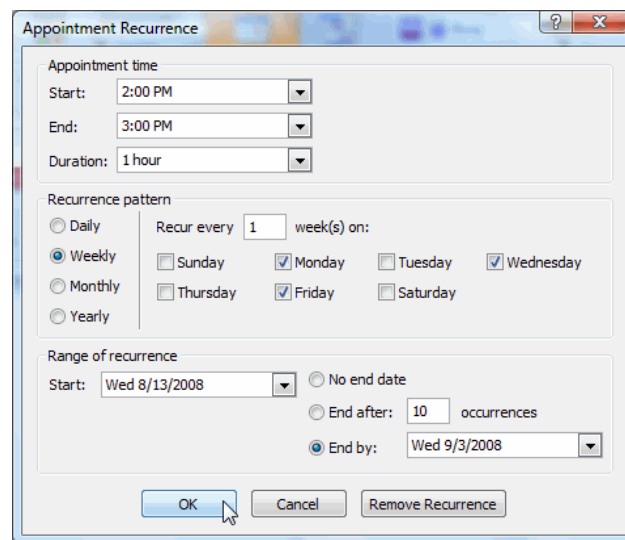 Appointment Recurrence
Appointment time
Start: 2:00 PM
End: 3:00 PM
Duration: 1 hour
Recurrence pattern
Daily
Recur every 1 week(s) on:
Weekly
Sunday Monday Tuesday Wednesday
Monthly
Thursday Friday Saturday
Yearly
Range of recurrence
Start: Wed 8/13/2008
No end date
End after: 10 occurrences
End by: Wed 9/3/2008
OK Cancel Remove Recurrence